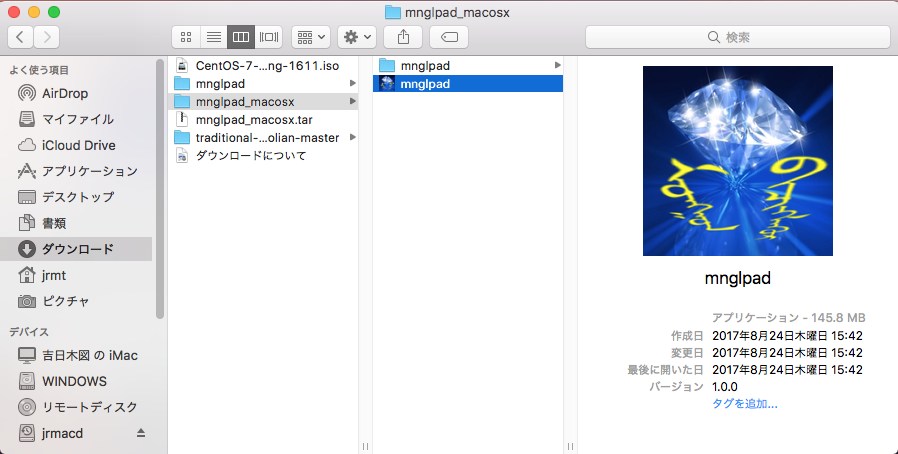 mnglpad_macosx
検索
よく使う項目
AirDrop
マイファイル
iCloud Drive
アプリケーション
デスクトップ
書類
ダウンロード
jrmt
ピクチャ
デバイス
吉日木図 の iMac
WINDOWS
リモートディスク
jrmacd
CentOS-7-...ng-1611.iso
mnglpad
mnglpad_macosx
mnglpad_macosx.tar
traditional-...olian-master
ダウンロードについて
mnglpad
mnglpad
mnglpad
アプリケーション - 145.8 MB
作成日 2017年8月24日木曜日 15:42
変更日 2017年8月24日木曜日 15:42
最後に開いた日 2017年8月24日木曜日 15:42
バージョン 1.0.0
タグを追加...